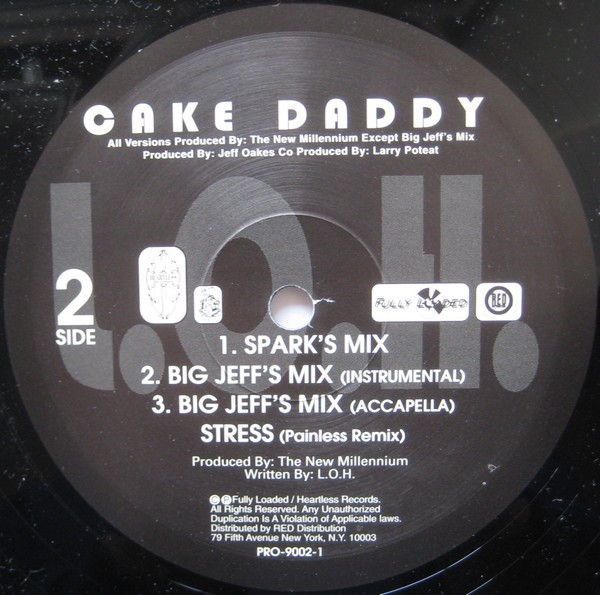 CAKE DADDY
All Versions Produced By: The New Millennium Except Big Jeff's Mix
Produced By: Jeff Oakes Co Produced By: Larry Poteat
L.O.H.
2
SIDE
FULLY LOADED
RED
1. SPARK'S MIX
2. BIG JEFF'S MIX (INSTRUMENTAL)
3. BIG JEFF'S MIX (ACCAPELLA)
STRESS (Painless Remix)
Produced By: The New Millennium
Written By: L.O.H.
©℗Fully Loaded / Heartless Records.
All Rights Reserved. Any Unauthorized
Duplication Is A Violation of Applicable laws.
Distributed by RED Distribution
79 Fifth Avenue New York, N.Y. 10003
PRO-9002-1